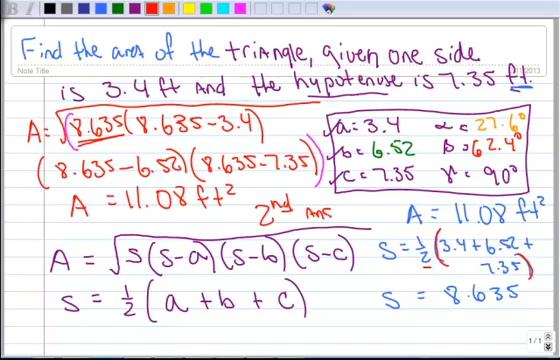 Find the area of the triangle, given one side
Note Title
2013
is 3.4 ft and the hypotenuse is 7.35 ft.
A = √(8.635(8.635-3.4)
(8.635-6.52)(8.635-7.35))
A = 11.08 ft²
2nd ans
a = 3.4 α = 27.6°
b = 6.52 β = 62.4°
c = 7.35 γ = 90°
A = 11.08 ft²
S = 1/2 (3.4 + 6.52 +
7.35)
S = 8.635
A = √S(S-a)(S-b)(S-c)
S = 1/2 (a + b + c)
1/1